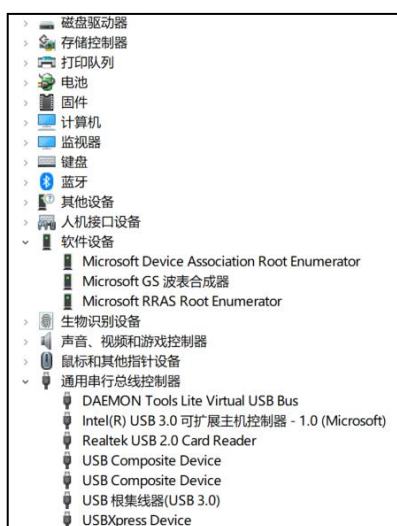 磁盘驱动器
存储控制器
打印队列
电池
固件
计算机
监视器
键盘
蓝牙
其他设备
人机接口设备
软件设备
Microsoft Device Association Root Enumerator
Microsoft GS 波表合成器
Microsoft RRAS Root Enumerator
生物识别设备
声音、视频和游戏控制器
鼠标和其他指针设备
通用串行总线控制器
DAEMON Tools Lite Virtual USB Bus
Intel(R) USB 3.0 可扩展主机控制器 - 1.0 (Microsoft)
Realtek USB 2.0 Card Reader
USB Composite Device
USB Composite Device
USB 根集线器(USB 3.0)
USBXpress Device